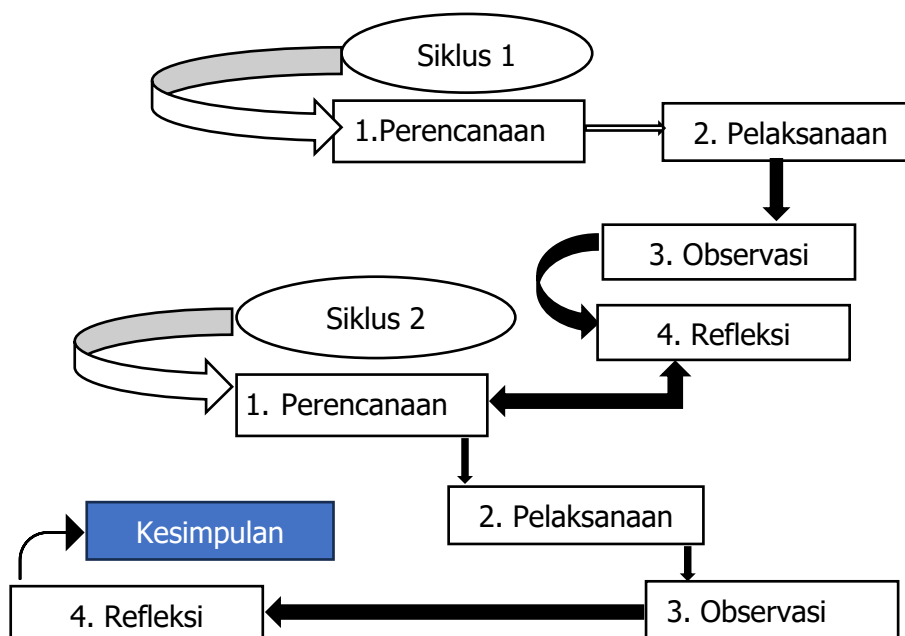 Siklus 1
1.Perencanaan
2. Pelaksanaan
3. Observasi
4. Refleksi
Siklus 2
1. Perencanaan
2. Pelaksanaan
3. Observasi
4. Refleksi
Kesimpulan